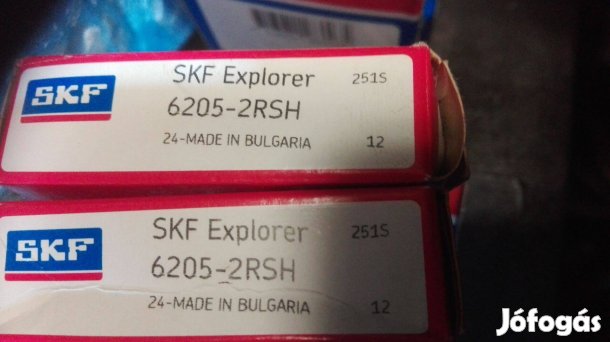 SKF
SKF Explorer 251S
6205-2RSH
24-MADE IN BULGARIA 12
SKF
SKF Explorer 251S
6205-2RSH
24-MADE IN BULGARIA 12
Jófogás